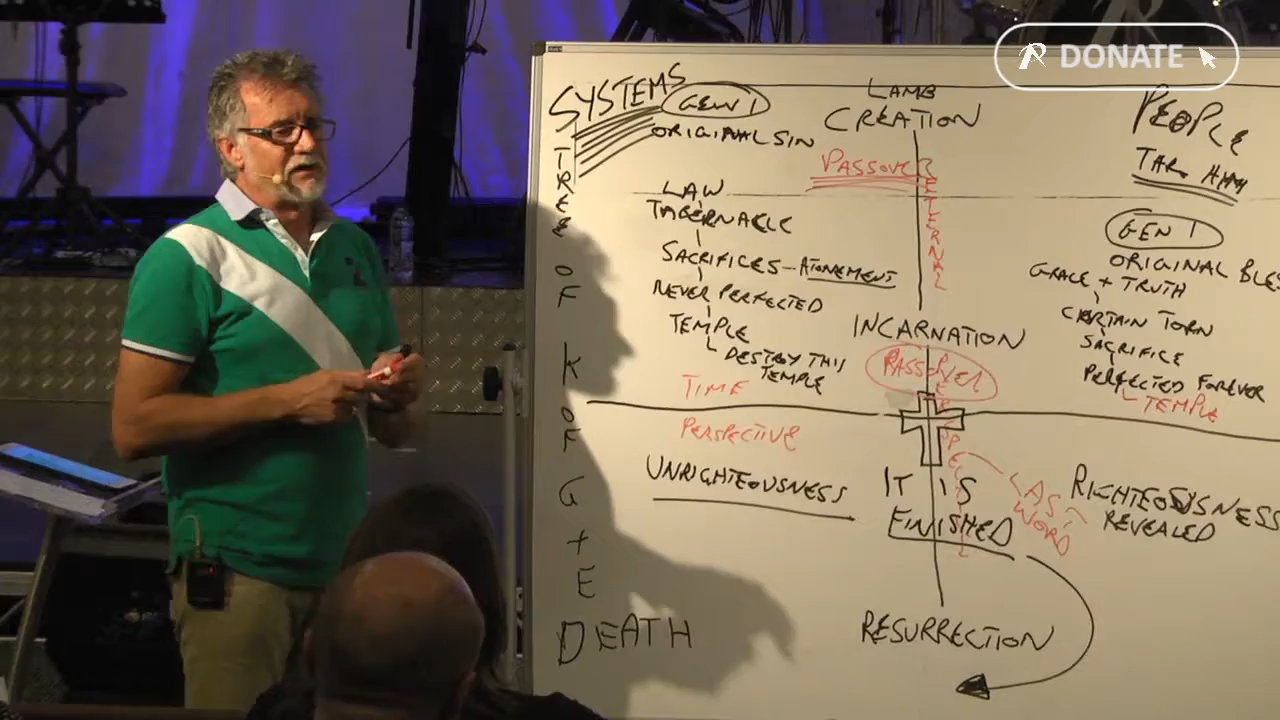 DONATE
SYSTEMS
GEN 1
ORIGINAL SIN
LAW
TABERNACLE
SACRIFICES - ATONEMENT
NEVER PERFECTED
TEMPLE
DESTROY THIS
TEMPLE
TIME
PERSPECTIVE
UNRIGHTEOUSNESS
TREE
OF
K
OF
G
+
E
DEATH
LAMB
CREATION
PASSOVER
ETERNAL
INCARNATION
PASSOVER
IT IS
FINISHED
LAST
WORD
RESURRECTION
PEOPLE
GEN 1
ORIGINAL BLES
GRACE + TRUTH
CERTAIN TORN
SACRIFICE
PERFECTED FOREVER
TEMPLE
RIGHTEOUSNESS
REVEALED